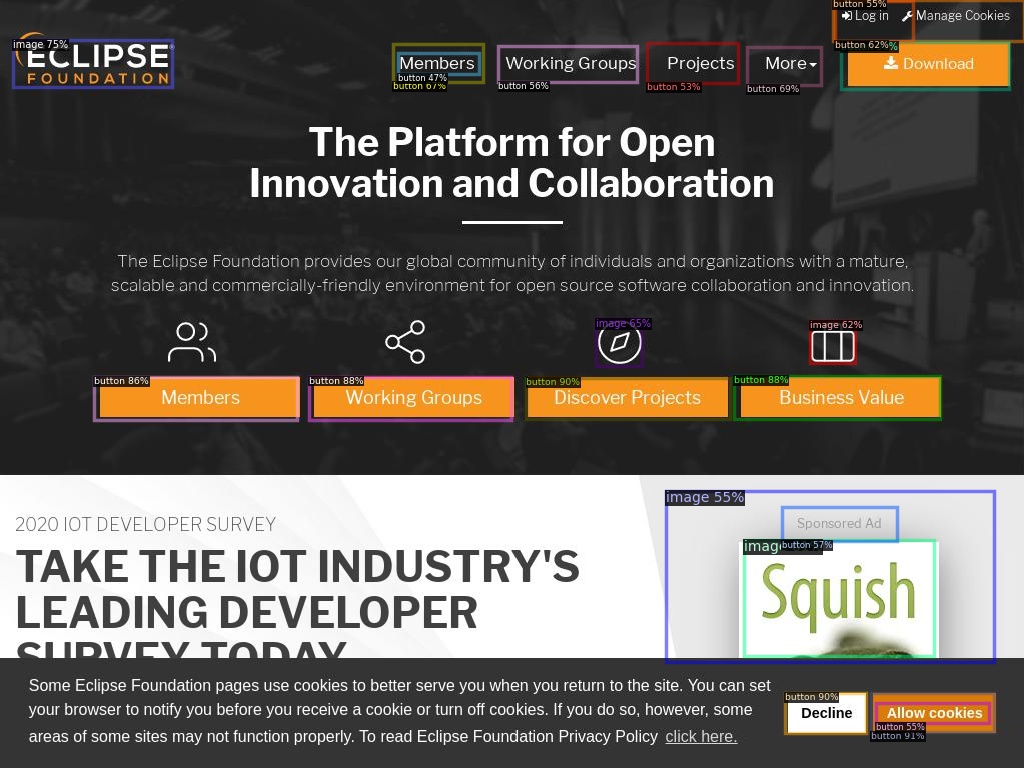 button 55%
Log in Manage Cookies
image 75%
button 62%
ECLIPSE
FOUNDATION
Members
Working Groups
Projects
More
Download
button 47%
button 67%
button 56%
button 53%
button 69%
The Platform for Open
Innovation and Collaboration
The Eclipse Foundation provides our global community of individuals and organizations with a mature,
scalable and commercially-friendly environment for open source software collaboration and innovation.
image 65%
image 62%
button 86%
button 88%
button 90%
button 88%
Members
Working Groups
Discover Projects
Business Value
image 55%
2020 IOT DEVELOPER SURVEY
Sponsored Ad
button 57%
TAKE THE IOT INDUSTRY'S
LEADING DEVELOPER
SURVEY TODAY
Squish
Some Eclipse Foundation pages use cookies to better serve you when you return to the site. You can set
your browser to notify you before you receive a cookie or turn off cookies. If you do so, however, some
areas of some sites may not function properly. To read Eclipse Foundation Privacy Policy click here.
button 90%
Decline
Allow cookies
button 55%
button 91%